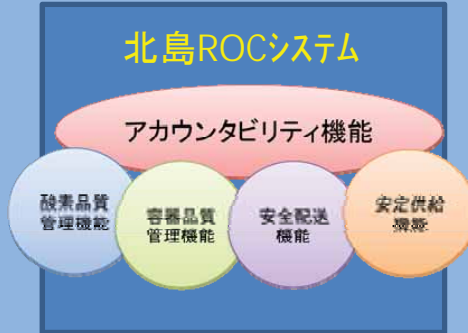 北島ROCシステム
アカウンタビリティ機能
酸素品質
管理機能
容器品質
管理機能
安全配送
機能
安定供給
機能